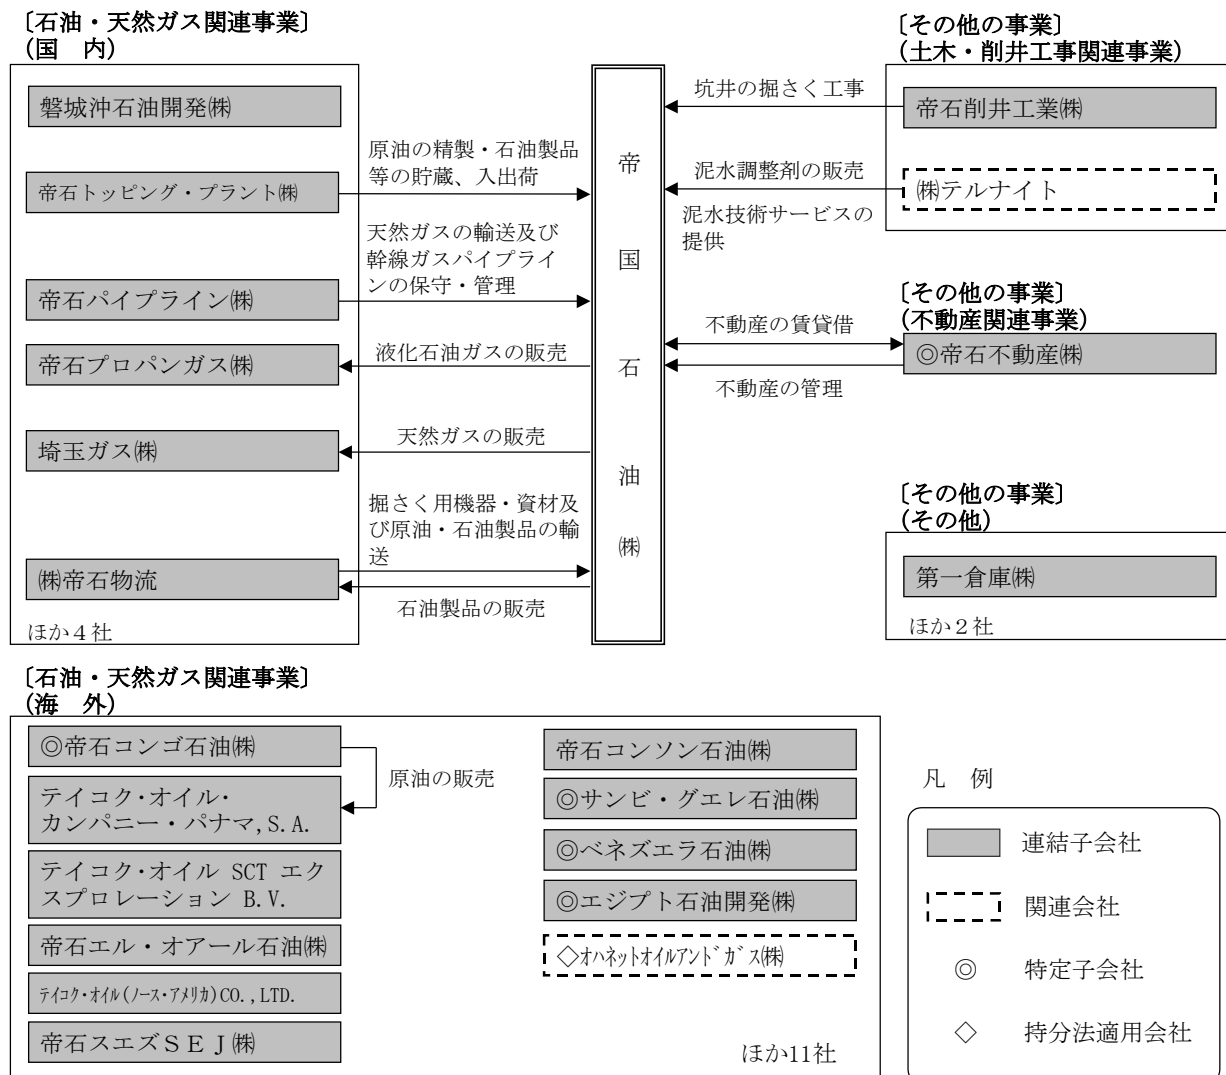 〔石油・天然ガス関連事業〕
(国　内)
磐城沖石油開発㈱
帝石トッピング・プラント㈱
帝石パイプライン㈱
帝石プロパンガス㈱
埼玉ガス㈱
㈱帝石物流
ほか４社
原油の精製・石油製品
等の貯蔵、入出荷
天然ガスの輸送及び
幹線ガスパイプライ
ンの保守・管理
液化石油ガスの販売
天然ガスの販売
掘さく用機器・資材及
び原油・石油製品の輸
送
石油製品の販売
帝
国
石
油
㈱
坑井の掘さく工事
泥水調整剤の販売
泥水技術サービスの
提供
不動産の賃貸借
不動産の管理
〔その他の事業〕
(土木・削井工事関連事業)
帝石削井工業㈱
㈱テルナイト
〔その他の事業〕
(不動産関連事業)
◎帝石不動産㈱
〔その他の事業〕
(その他)
第一倉庫㈱
ほか２社
〔石油・天然ガス関連事業〕
(海　外)
◎帝石コンゴ石油㈱
テイコク･オイル･
カンパニー・パナマ,S.A.
テイコク･オイル SCT エク
スプロレーション B.V.
帝石エル・オアール石油㈱
ﾃｲｺｸ･ｵｲﾙ(ﾉｰｽ･ｱﾒﾘｶ)CO.,LTD.
帝石スエズＳＥＪ㈱
原油の販売
帝石コンソン石油㈱
◎サンビ・グエレ石油㈱
◎ベネズエラ石油㈱
◎エジプト石油開発㈱
◇ｵﾊﾈｯﾄｵｲﾙｱﾝﾄﾞｶﾞｽ㈱
ほか11社
凡　例
連結子会社
関連会社
◎　特定子会社
◇　持分法適用会社